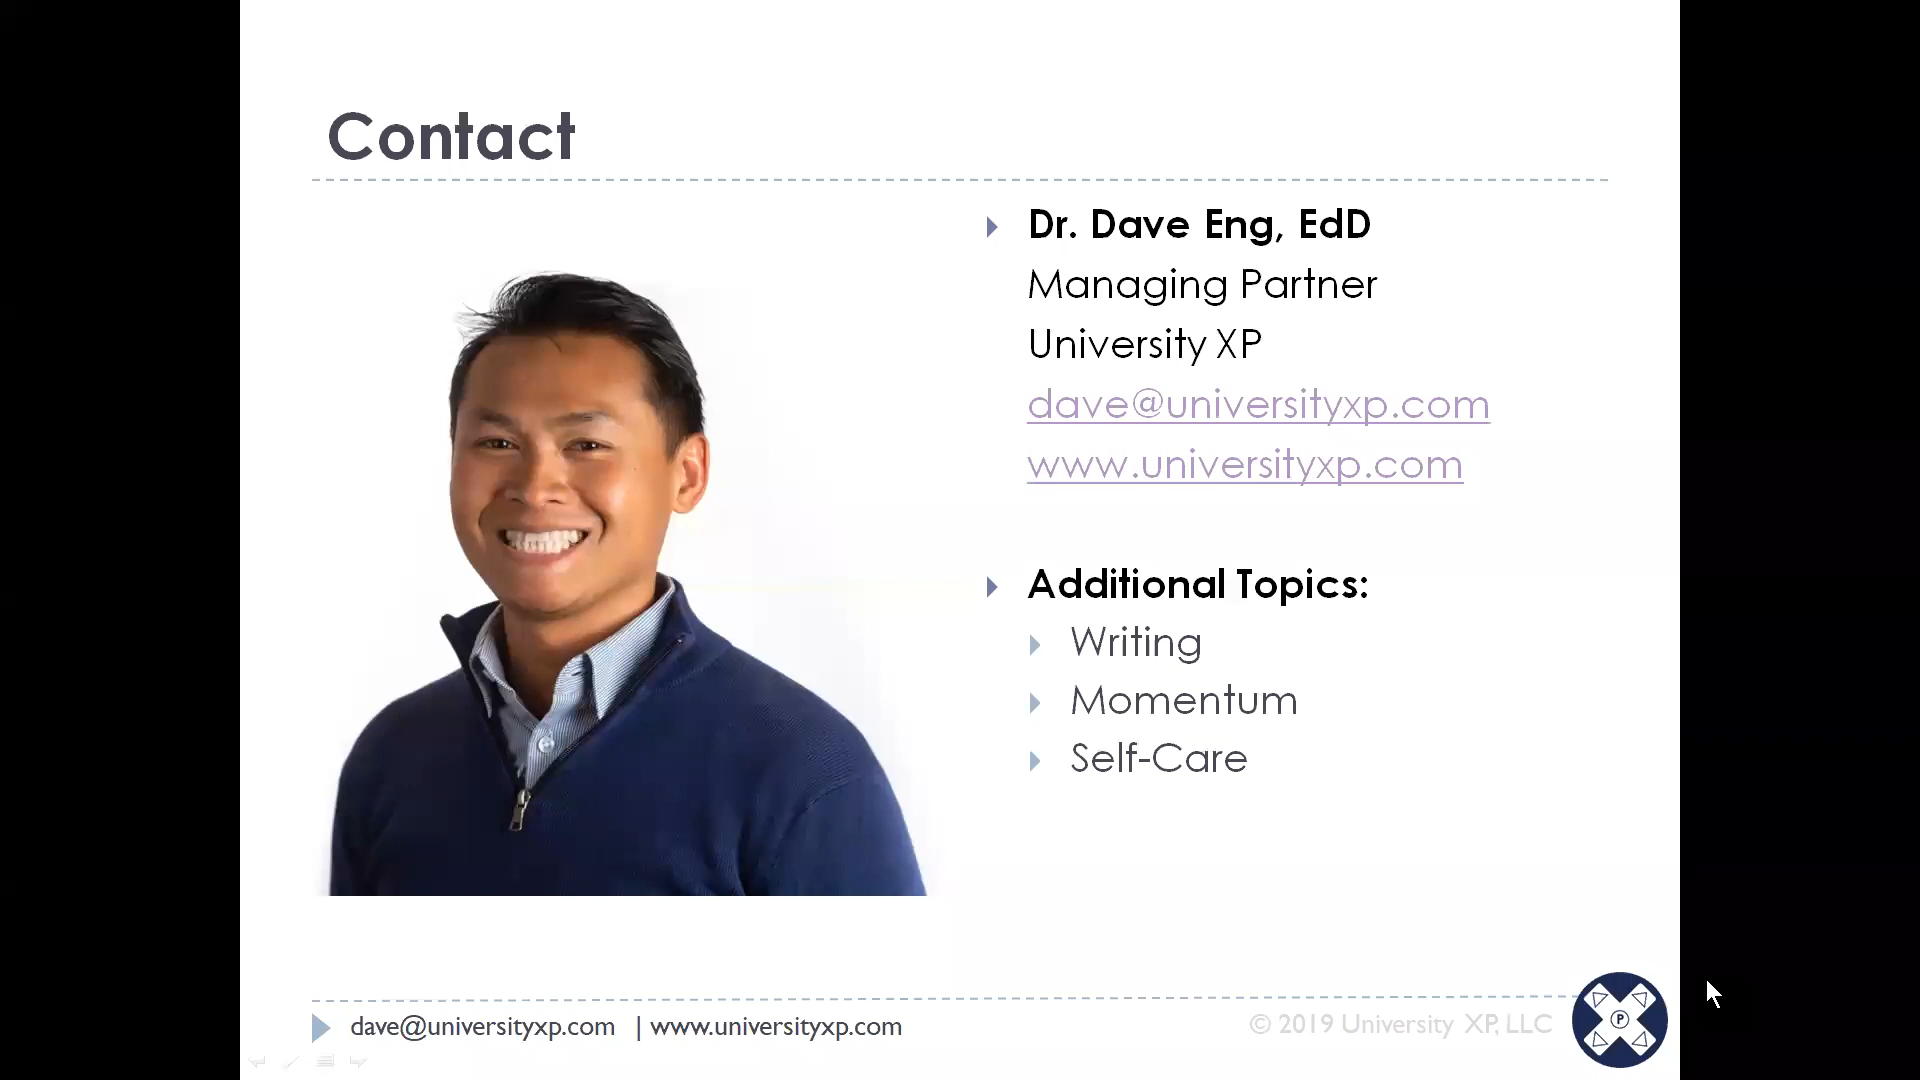 Contact
Dr. Dave Eng, EdD
Managing Partner
University XP
dave@universityxp.com
www.universityxp.com
Additional Topics:
Writing
Momentum
Self-Care
dave@universityxp.com | www.universityxp.com
© 2019 University XP, LLC
P